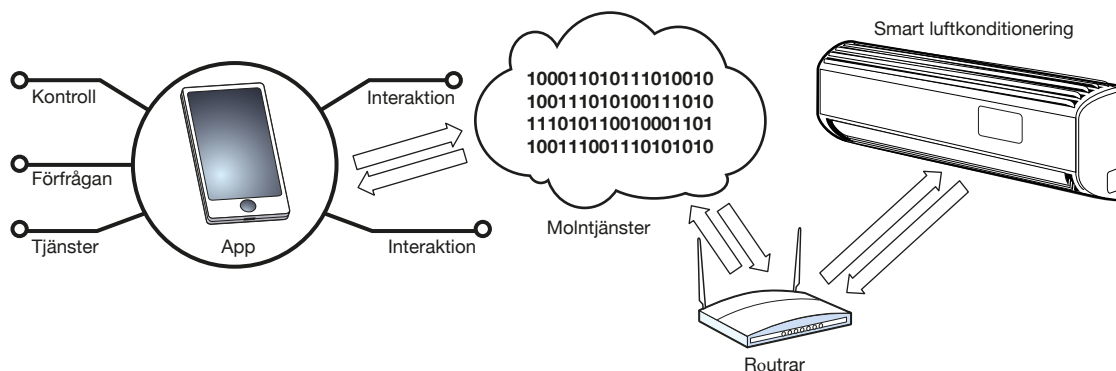 Smart luftkonditionering
Kontroll
Interaktion
Förfrågan
Tjänster
App
Interaktion
100011010111010010
100111010100111010
111010110010001101
100111001110101010
Molntjänster
Routrar